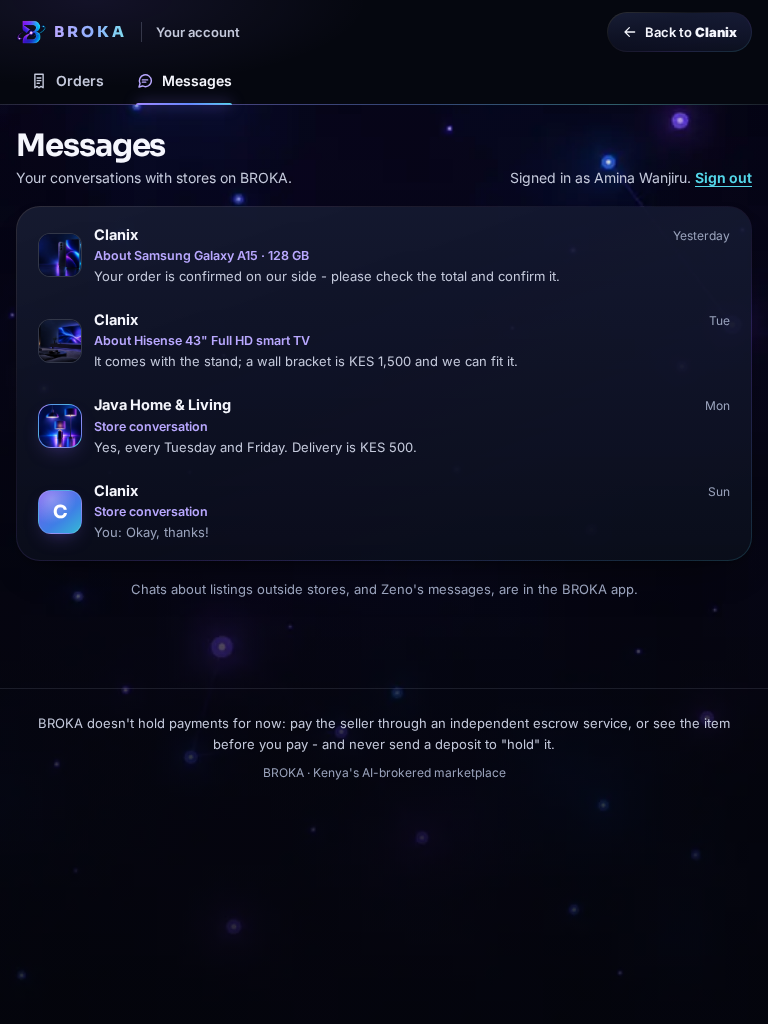 BROKA
Your account
Back to Clanix
Orders
Messages
Messages
Your conversations with stores on BROKA.
Signed in as Amina Wanjiru. Sign out
Clanix
Yesterday
About Samsung Galaxy A15 · 128 GB
Your order is confirmed on our side - please check the total and confirm it.
Clanix
Tue
About Hisense 43" Full HD smart TV
It comes with the stand; a wall bracket is KES 1,500 and we can fit it.
Java Home & Living
Mon
Store conversation
Yes, every Tuesday and Friday. Delivery is KES 500.
C
Clanix
Sun
Store conversation
You: Okay, thanks!
Chats about listings outside stores, and Zeno's messages, are in the BROKA app.
BROKA doesn't hold payments for now: pay the seller through an independent escrow service, or see the item
before you pay - and never send a deposit to "hold" it.
BROKA · Kenya's AI-brokered marketplace